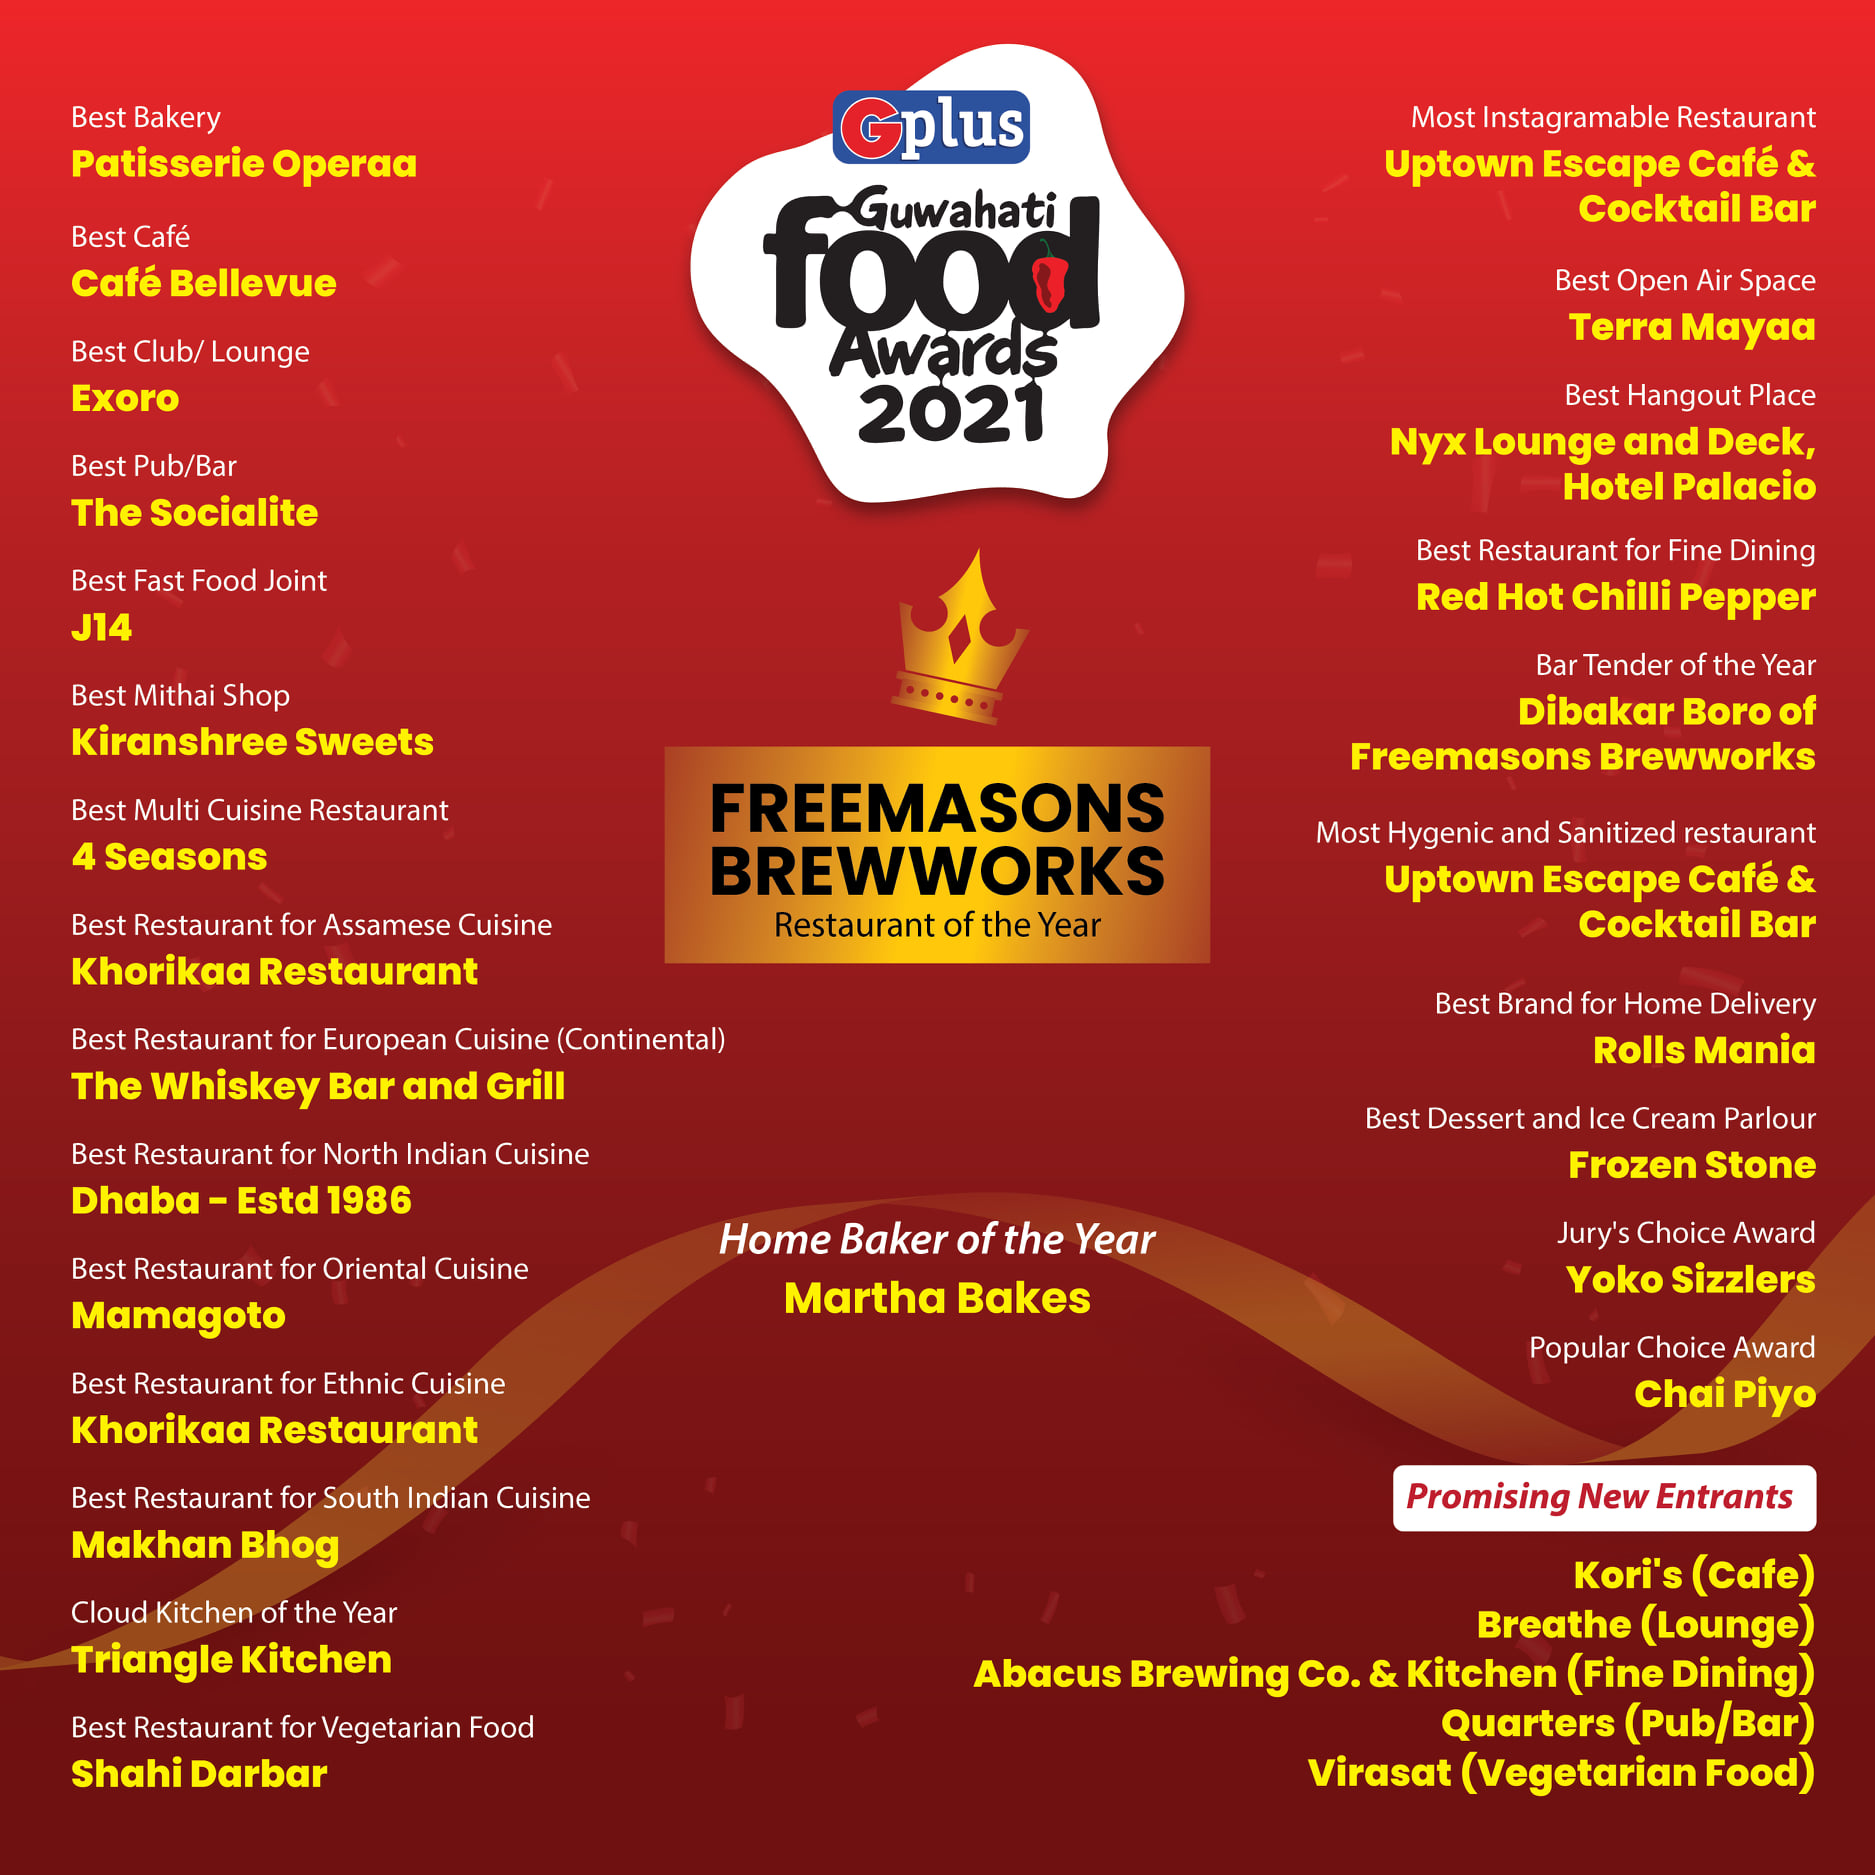 Gplus
Guwahati
food
Awards
2021
Best Bakery
Patisserie Operaa
Best Café
Café Bellevue
Best Club/ Lounge
Exoro
Best Pub/Bar
The Socialite
Best Fast Food Joint
J14
Best Mithai Shop
Kiranshree Sweets
Best Multi Cuisine Restaurant
4 Seasons
Best Restaurant for Assamese Cuisine
Khorikaa Restaurant
Best Restaurant for European Cuisine (Continental)
The Whiskey Bar and Grill
Best Restaurant for North Indian Cuisine
Dhaba - Estd 1986
Best Restaurant for Oriental Cuisine
Mamagoto
Best Restaurant for Ethnic Cuisine
Khorikaa Restaurant
Best Restaurant for South Indian Cuisine
Makhan Bhog
Cloud Kitchen of the Year
Triangle Kitchen
Best Restaurant for Vegetarian Food
Shahi Darbar
FREEMASONS
BREWWORKS
Restaurant of the Year
Home Baker of the Year
Martha Bakes
Most Instagramable Restaurant
Uptown Escape Café &
Cocktail Bar
Best Open Air Space
Terra Mayaa
Best Hangout Place
Nyx Lounge and Deck,
Hotel Palacio
Best Restaurant for Fine Dining
Red Hot Chilli Pepper
Bar Tender of the Year
Dibakar Boro of
Freemasons Brewworks
Most Hygenic and Sanitized restaurant
Uptown Escape Café &
Cocktail Bar
Best Brand for Home Delivery
Rolls Mania
Best Dessert and Ice Cream Parlour
Frozen Stone
Jury's Choice Award
Yoko Sizzlers
Popular Choice Award
Chai Piyo
Promising New Entrants
Kori's (Cafe)
Breathe (Lounge)
Abacus Brewing Co. & Kitchen (Fine Dining)
Quarters (Pub/Bar)
Virasat (Vegetarian Food)